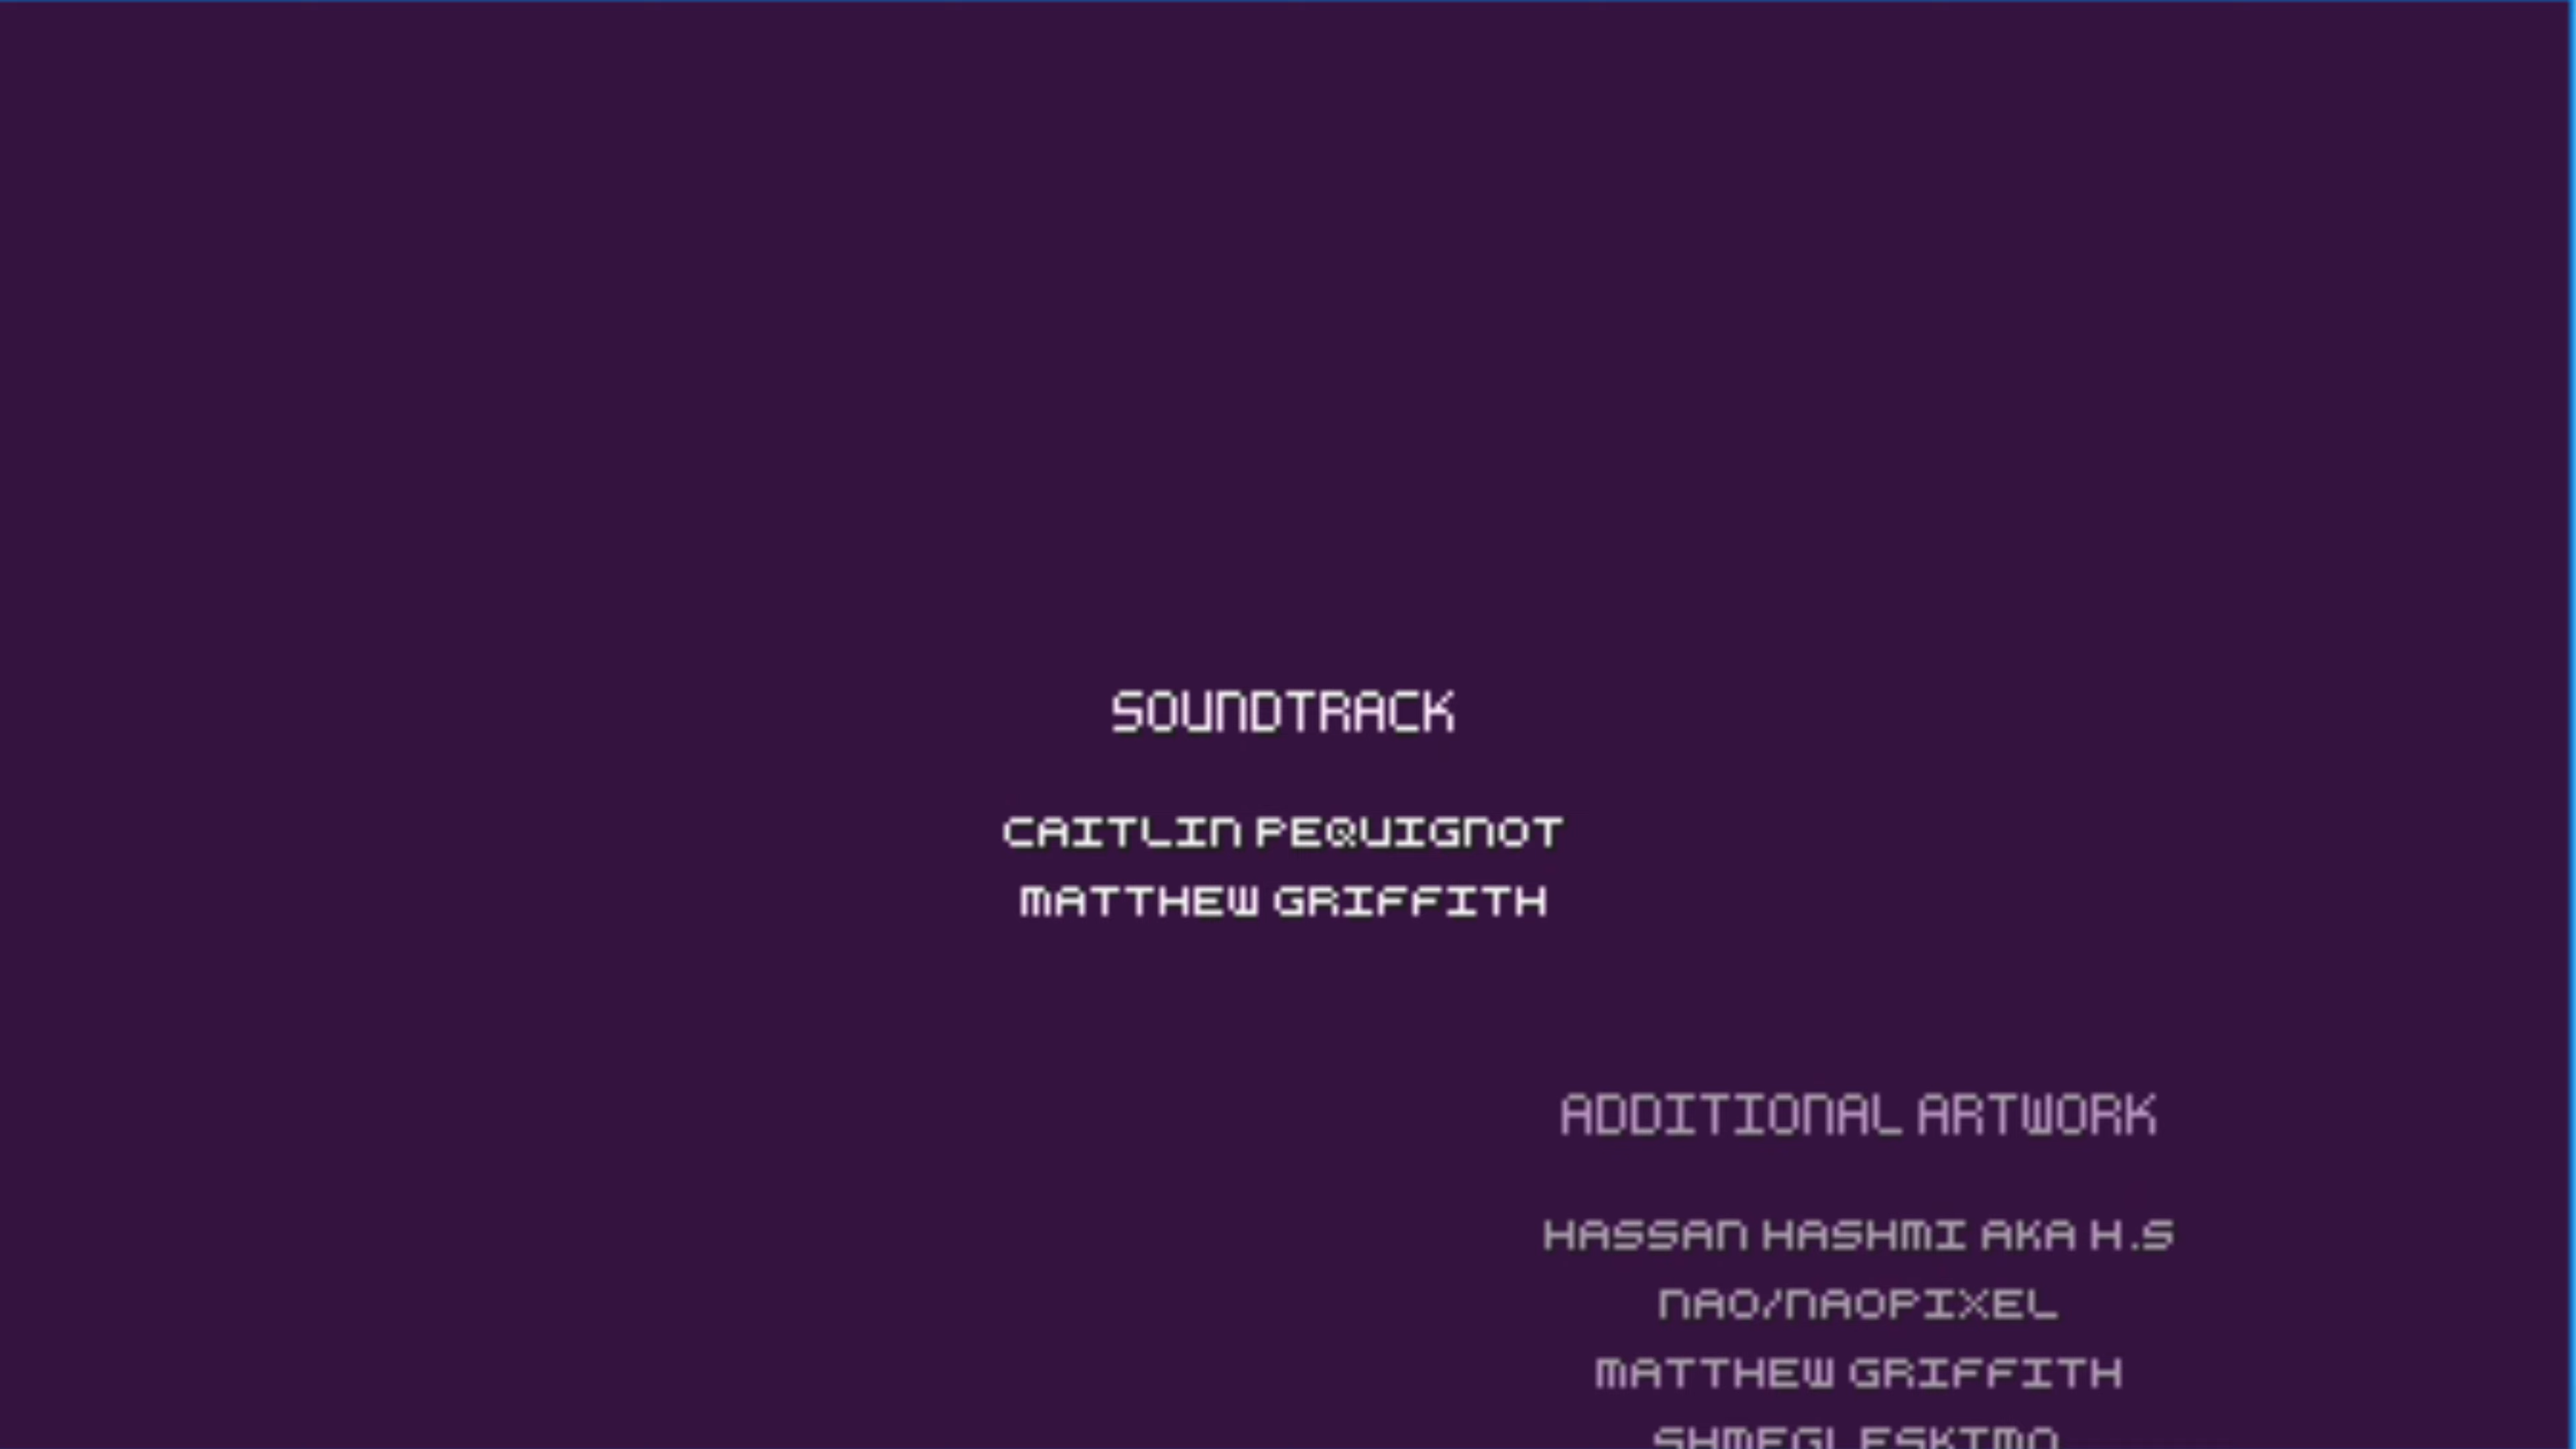 SOUNDTRACK
CAITLIN PEQUIGNOT
MATTHEW GRIFFITH
ADDITIONAL ARTWORK
HASSAN HASHMI AKA H.S
NAO/NAOPIXEL
MATTHEW GRIFFITH